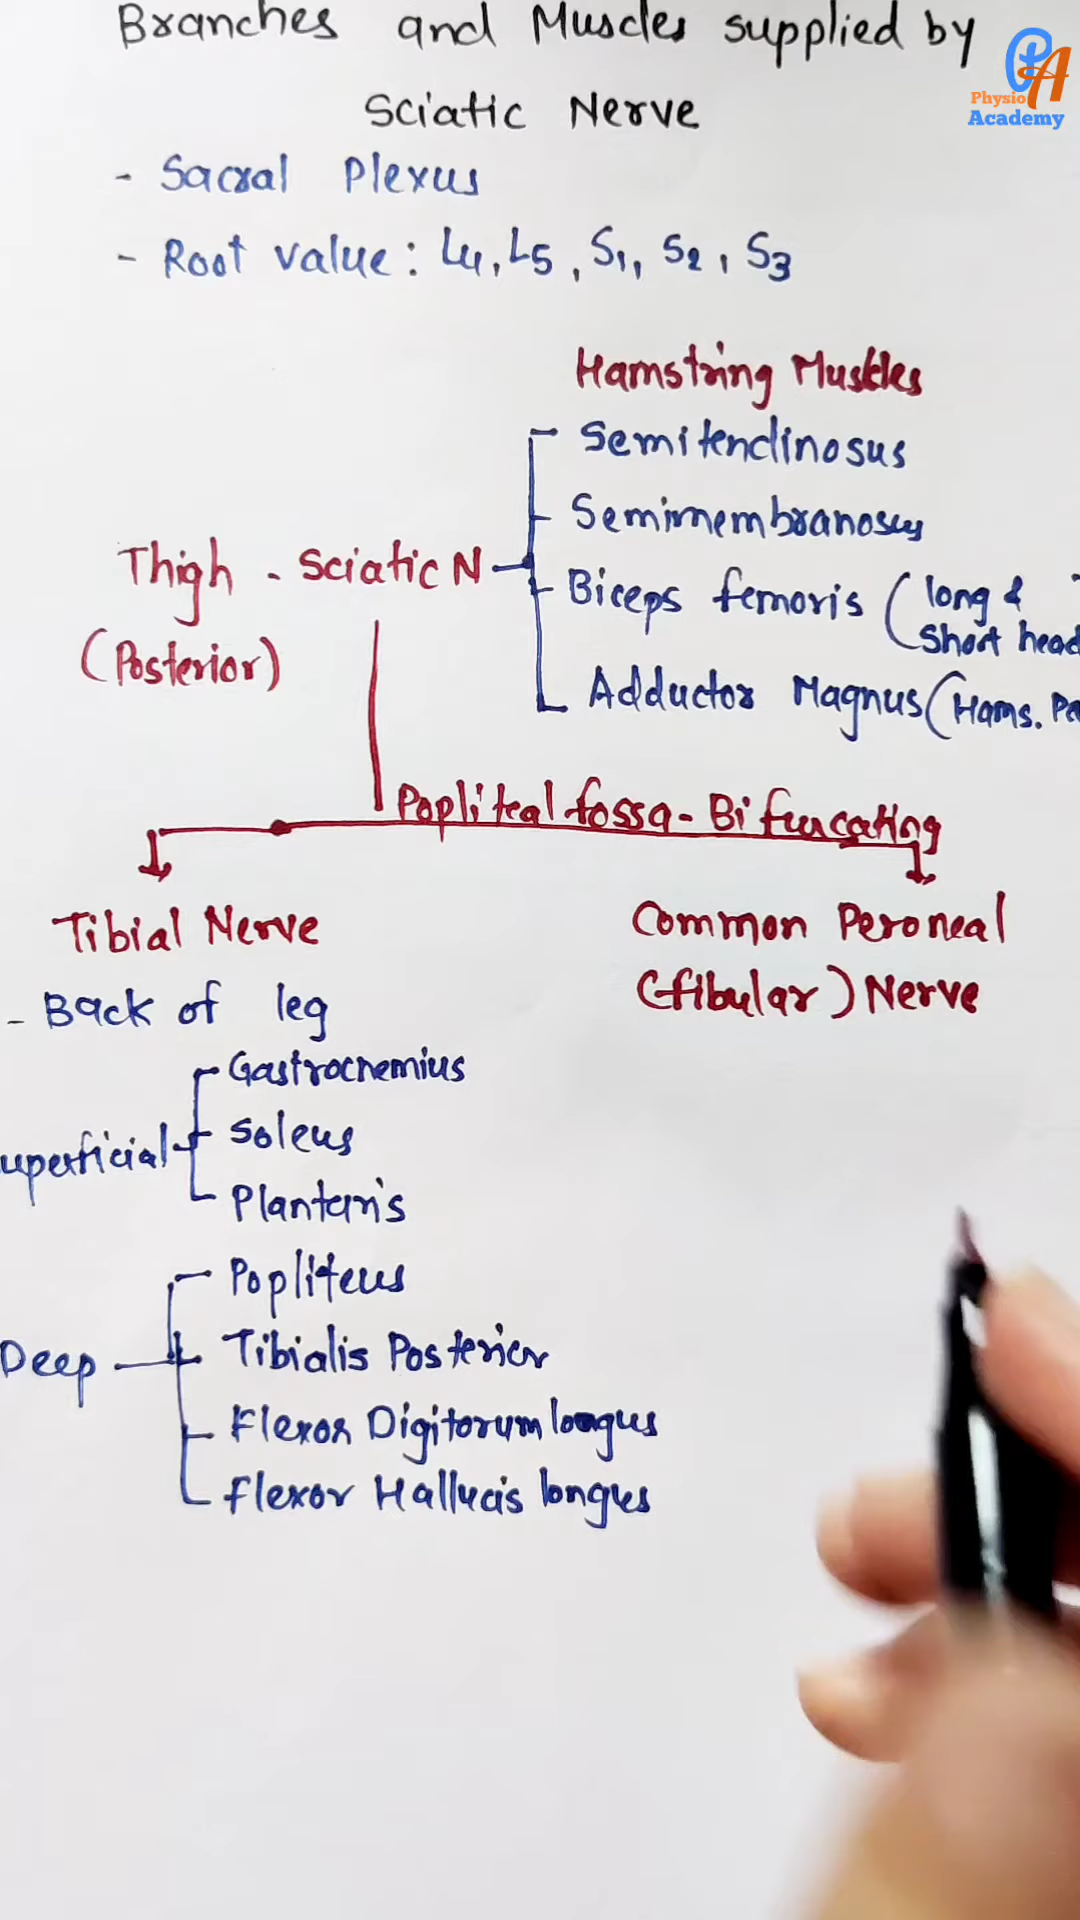 Branches and Muscles supplied by
Sciatic Nerve
Physio
Academy
- Sacral Plexus
- Root value: L4, L5, S1, S2, S3
Hamstring Muscles
Semitendinosus
Semimembranosus
Thigh - Sciatic N
(Posterior)
Biceps femoris (long &
Short head
Adductor Magnus (Hams. Pa
Popliteal fossa - Bifurcating
Tibial Nerve
Common Peroneal
(fibular) Nerve
- Back of leg
uperficial
Gastrocnemius
Soleus
Plantaris
Deep
Popliteus
Tibialis Posterior
Flexor Digitorum longus
flexor Hallucis longus